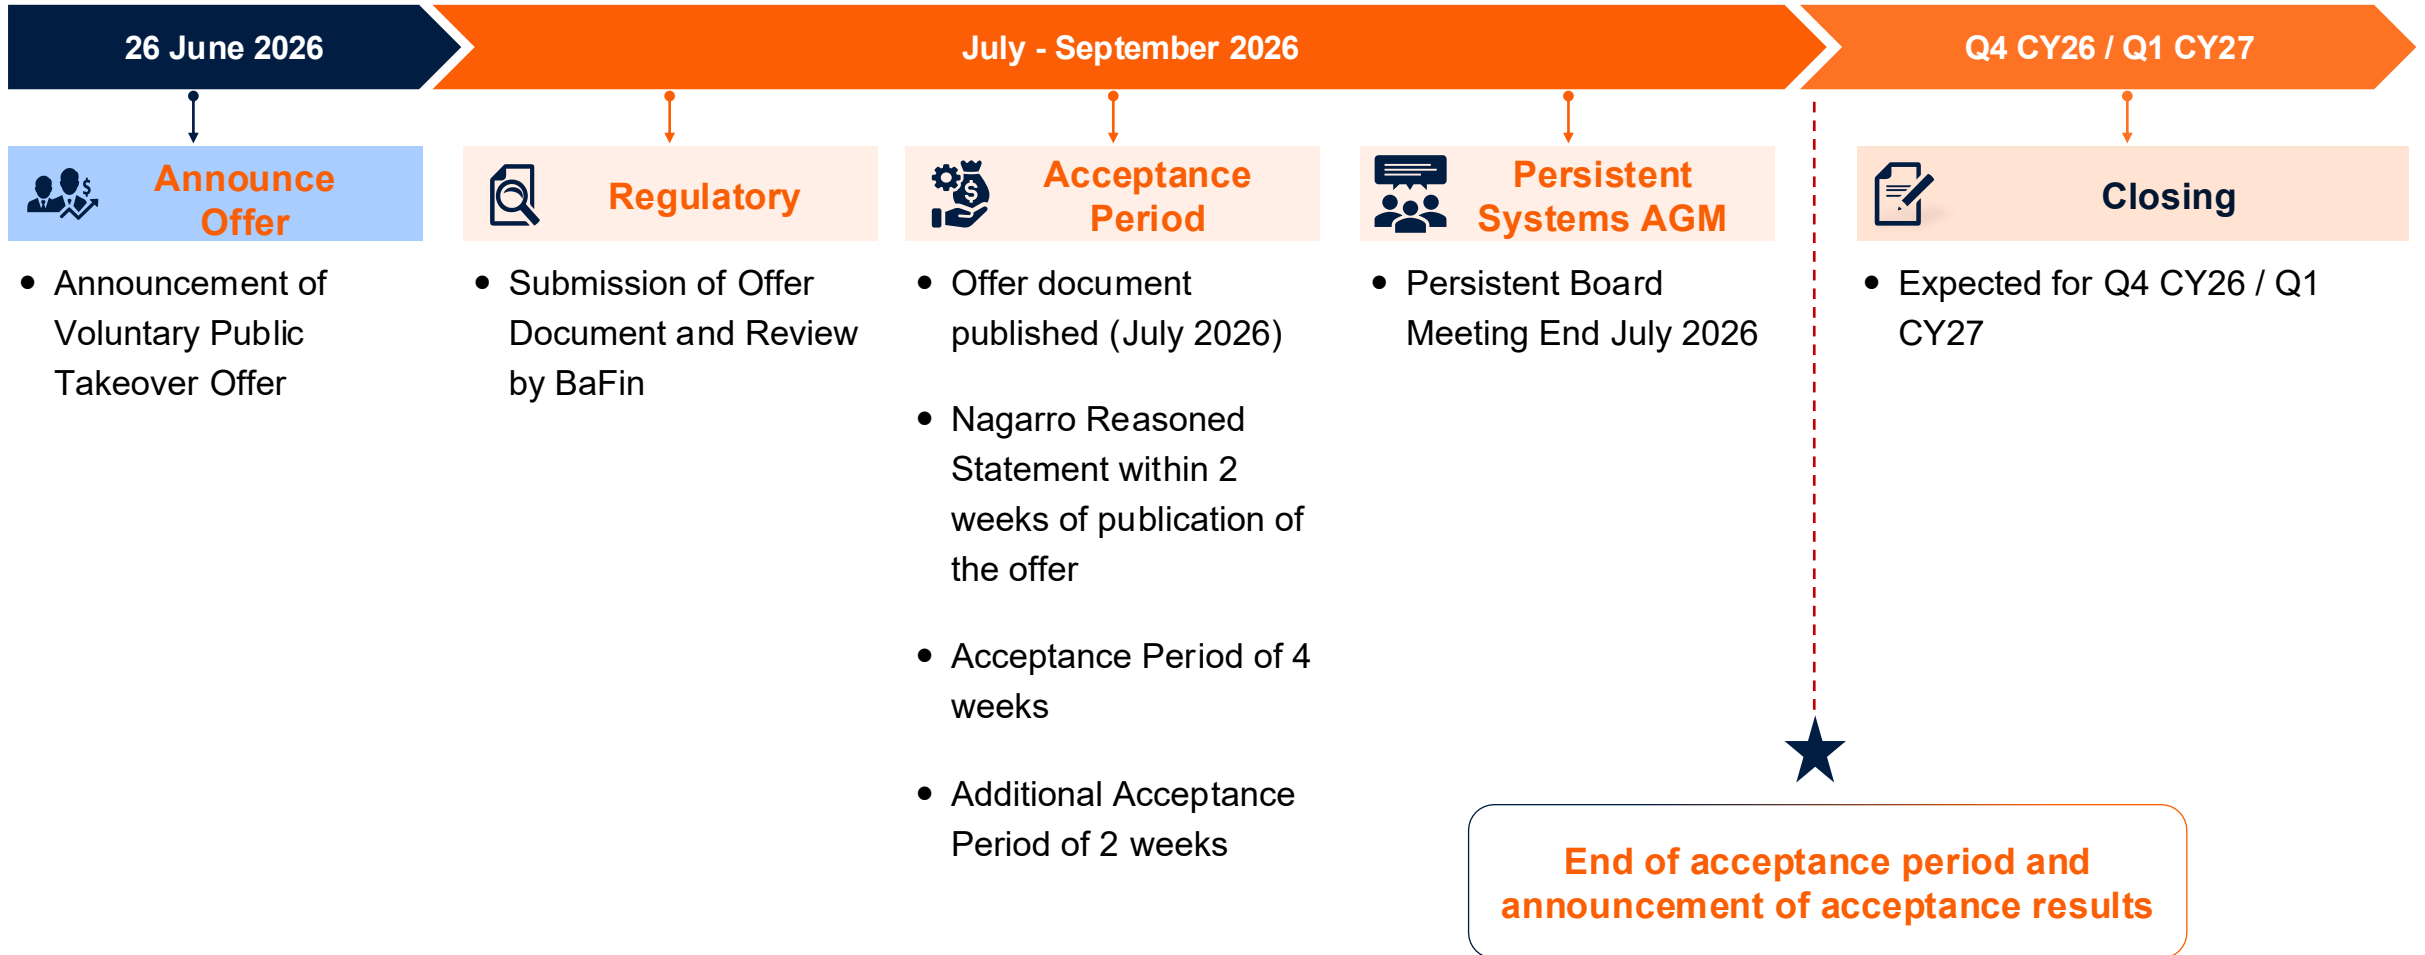 26 June 2026
July - September 2026
Q4 CY26 / Q1 CY27
Announce
Offer
• Announcement of
Voluntary Public
Takeover Offer
Regulatory
• Submission of Offer
Document and Review
by BaFin
Acceptance
Period
• Offer document
published (July 2026)
• Nagarro Reasoned
Statement within 2
weeks of publication of
the offer
• Acceptance Period of 4
weeks
• Additional Acceptance
Period of 2 weeks
Persistent
Systems AGM
• Persistent Board
Meeting End July 2026
Closing
• Expected for Q4 CY26 / Q1
CY27
End of acceptance period and
announcement of acceptance results